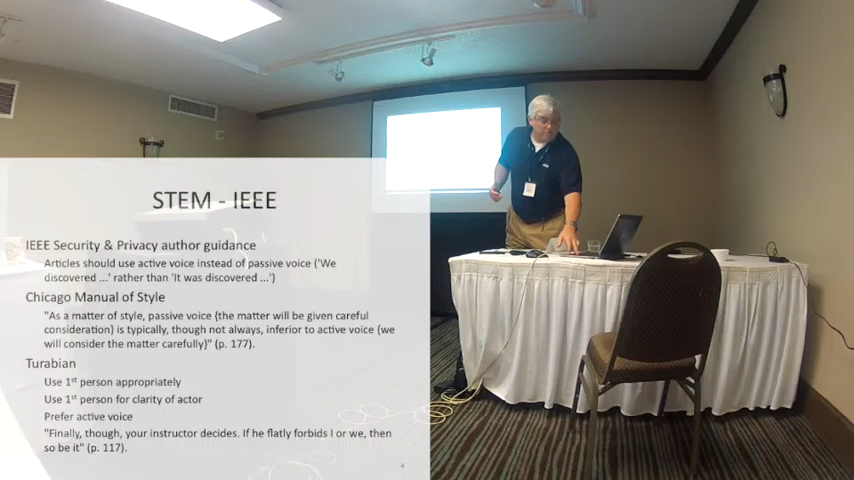 STEM - IEEE
IEEE Security & Privacy author guidance
Articles should use active voice instead of passive voice ('We
discovered ...' rather than 'It was discovered ...')
Chicago Manual of Style
"As a matter of style, passive voice {the matter will be given careful
consideration} is typically, though not always, inferior to active voice {we
will consider the matter carefully}" (p. 177).
Turabian
Use 1st person appropriately
Use 1st person for clarity of actor
Prefer active voice
"Finally, though, your instructor decides. If he flatly forbids I or we, then
so be it" (p. 117).
4